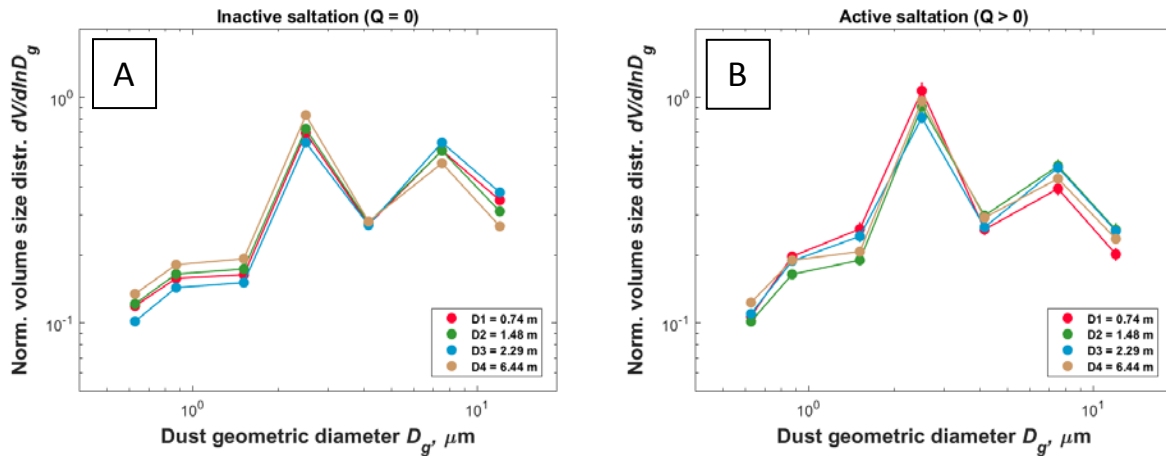 Inactive saltation (Q = 0)
A
Norm. volume size distr. dV/dlnD_g
10^0
10^-1
10^0
10^1
Dust geometric diameter D_g, μm
D1 = 0.74 m
D2 = 1.48 m
D3 = 2.29 m
D4 = 6.44 m
Active saltation (Q > 0)
B
Norm. volume size distr. dV/dlnD_g
10^0
10^-1
10^0
10^1
Dust geometric diameter D_g, μm
D1 = 0.74 m
D2 = 1.48 m
D3 = 2.29 m
D4 = 6.44 m